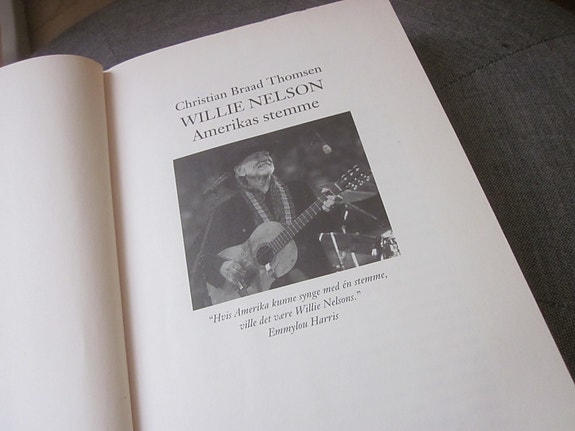 Christian Braad Thomsen
WILLIE NELSON
Amerikas stemme
"Hvis Amerika kunne synge med én stemme,
ville det være Willie Nelsons."
Emmylou Harris